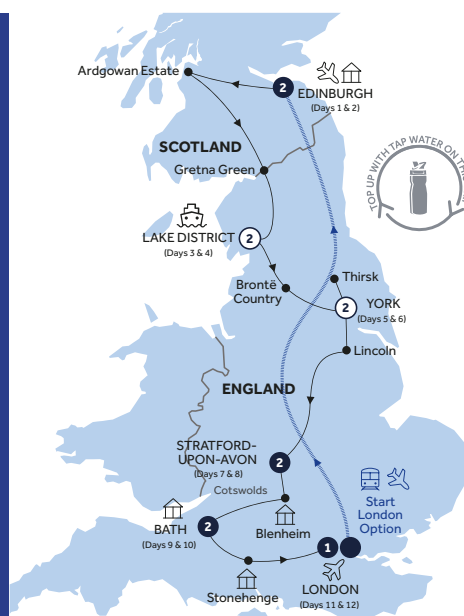 Ardgowan Estate
2
EDINBURGH
(Days 1 & 2)
SCOTLAND
Gretna Green
TOP UP WITH TAP WATER ON THIS
LAKE DISTRICT
(Days 3 & 4)
2
Brontë
Country
Thirsk
2
YORK
(Days 5 & 6)
Lincoln
ENGLAND
STRATFORD-
UPON-AVON
(Days 7 & 8)
2
Cotswolds
Start
London
Option
BATH
(Days 9 & 10)
2
Blenheim
1
Stonehenge
LONDON
(Days 11 & 12)